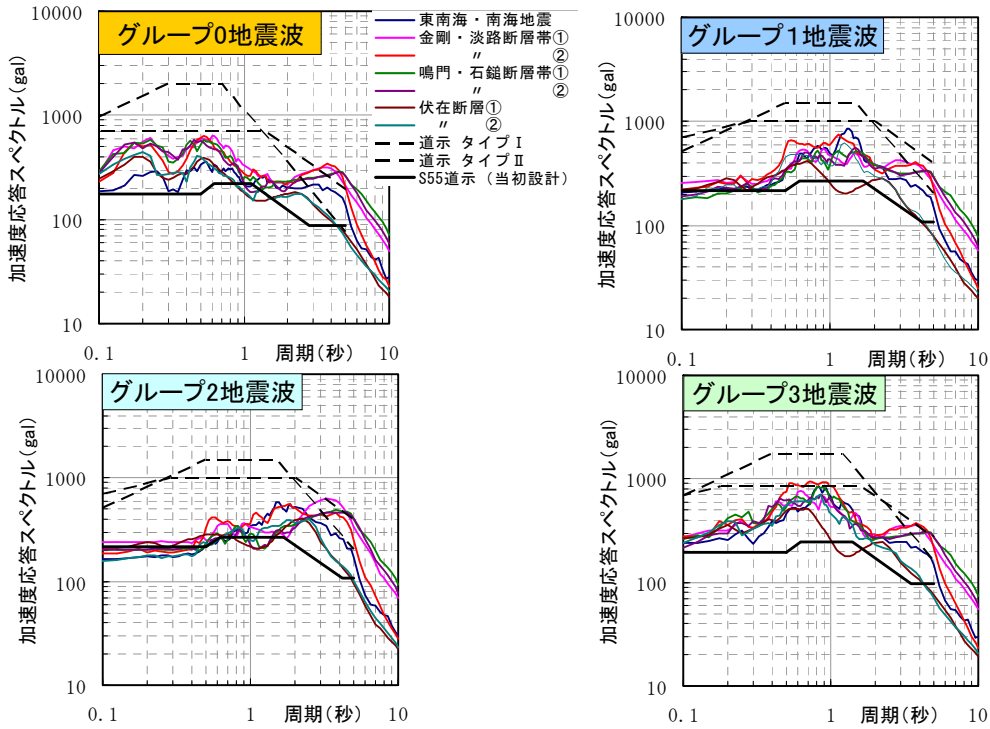 グループ0地震波
東南海・南海地震
金剛・淡路断層帯①
〃 ②
鳴門・石鎚断層帯①
〃 ②
伏在断層①
〃 ②
道示 タイプⅠ
道示 タイプⅡ
S55道示（当初設計）
加速度応答スペクトル(gal)
10000
1000
100
10
0.1
1
周期(秒)
10
グループ1地震波
加速度応答スペクトル(gal)
10000
1000
100
10
0.1
1
周期(秒)
10
グループ2地震波
加速度応答スペクトル(gal)
10000
1000
100
10
0.1
1
周期(秒)
10
グループ3地震波
加速度応答スペクトル(gal)
10000
1000
100
10
0.1
1
周期(秒)
10